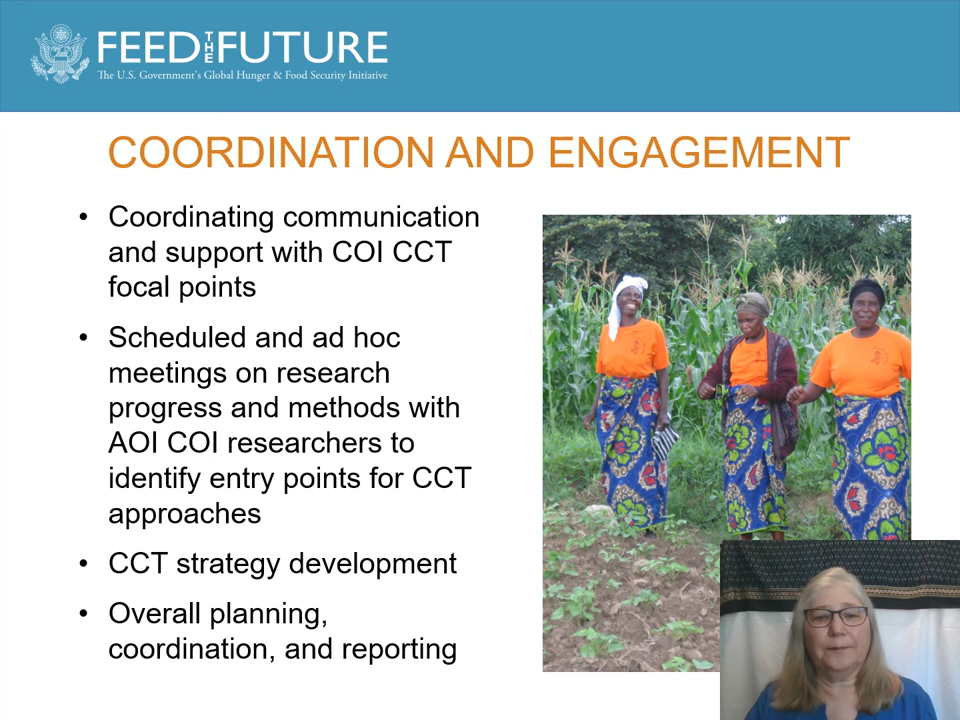 FEED THE FUTURE
The U.S. Government's Global Hunger & Food Security Initiative
COORDINATION AND ENGAGEMENT
• Coordinating communication
and support with COI CCT
focal points
• Scheduled and ad hoc
meetings on research
progress and methods with
AOI COI researchers to
identify entry points for CCT
approaches
• CCT strategy development
• Overall planning,
coordination, and reporting